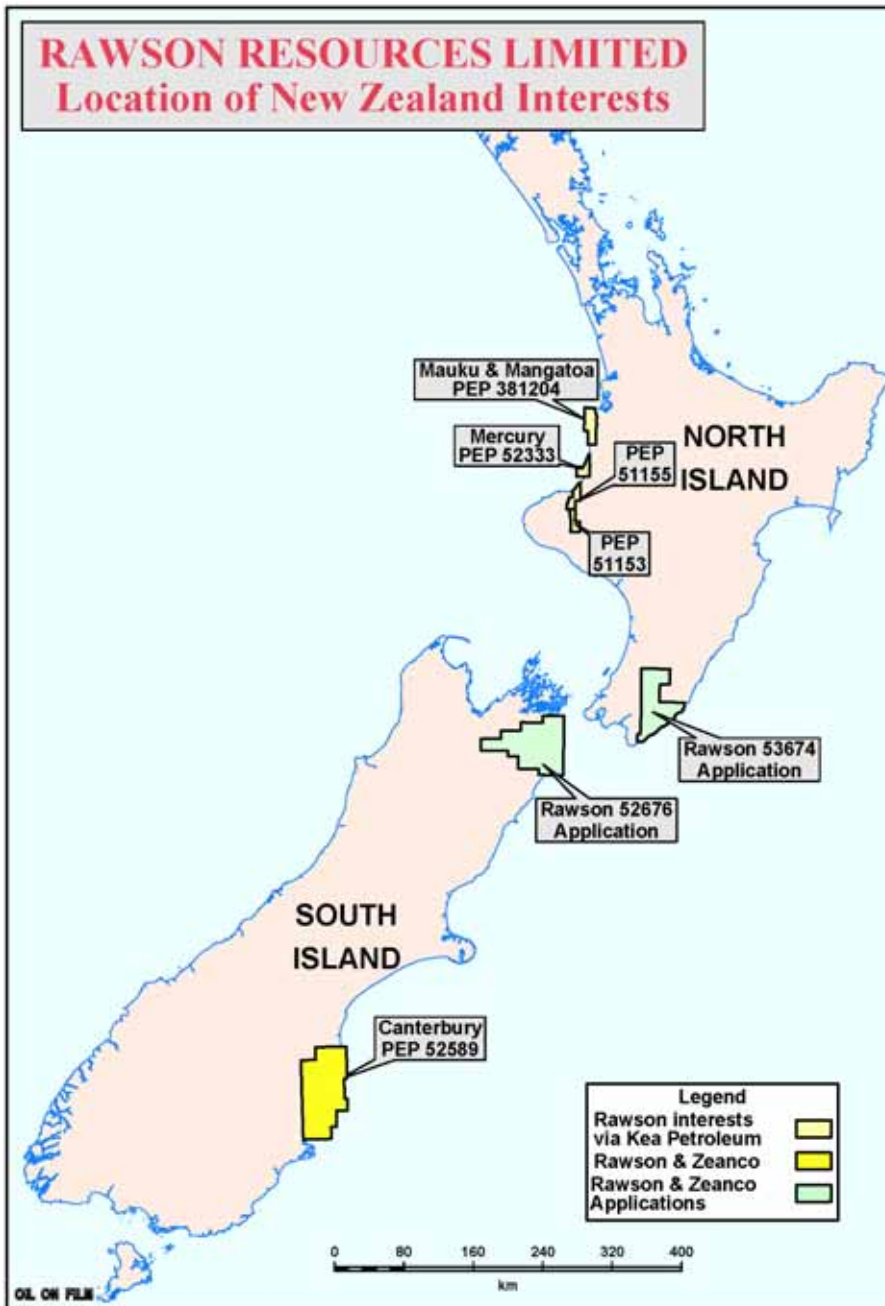 RAWSON RESOURCES LIMITED
Location of New Zealand Interests
Mauku & Mangatoa
PEP 381204
Mercury
PEP 52333
PEP
51155
NORTH
ISLAND
PEP
51153
Rawson 53674
Application
Rawson 52676
Application
SOUTH
ISLAND
Canterbury
PEP 52589
Legend
Rawson interests
via Kea Petroleum
Rawson & Zeanco
Rawson & Zeanco
Applications
0 80 160 240 320 400
km
OIL ON FILM